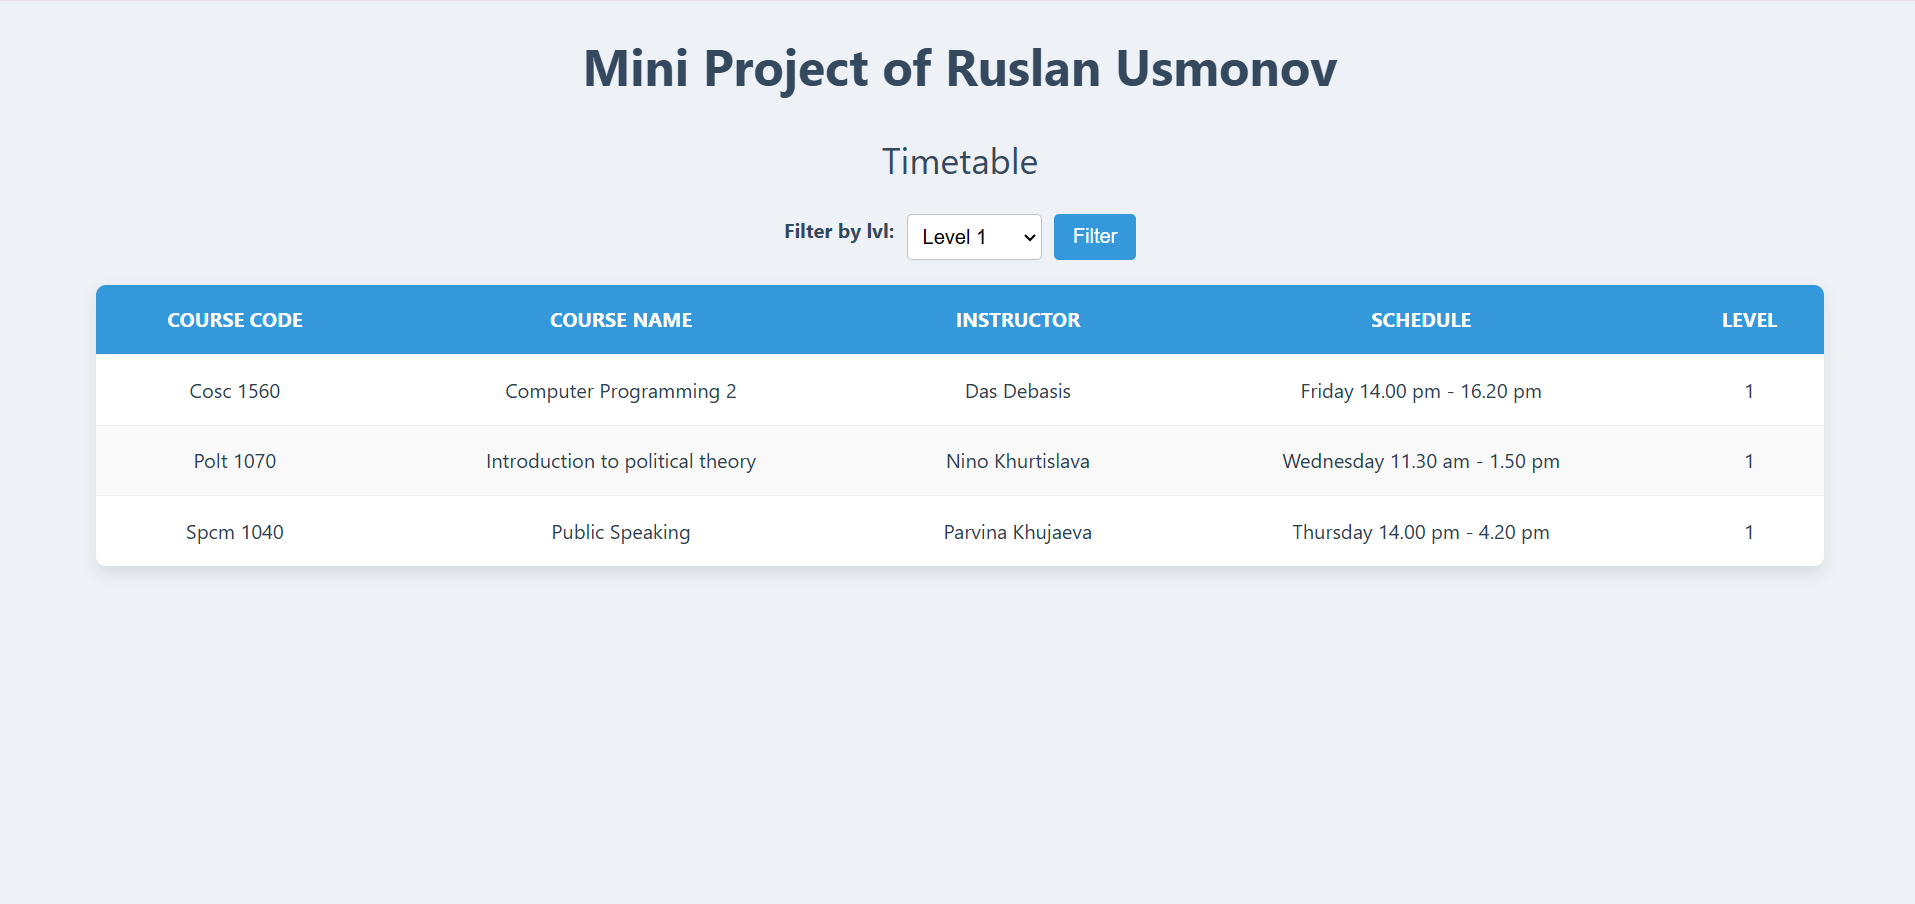 Mini Project of Ruslan Usmonov
Timetable
Filter by lvl: Level 1 Filter
COURSE CODE COURSE NAME INSTRUCTOR SCHEDULE LEVEL
Cosc 1560 Computer Programming 2 Das Debasis Friday 14.00 pm - 16.20 pm 1
Polt 1070 Introduction to political theory Nino Khurtislava Wednesday 11.30 am - 1.50 pm 1
Spcm 1040 Public Speaking Parvina Khujaeva Thursday 14.00 pm - 4.20 pm 1